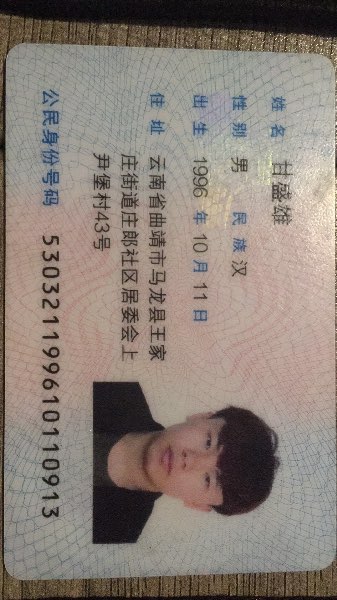 姓名 甘盛雄
性别 男 民族 汉
出生 1996 年 10 月 11 日
住址 云南省曲靖市马龙县王家
庄街道庄郎社区居委会上
尹堡村43号
公民身份号码 530321199610110913